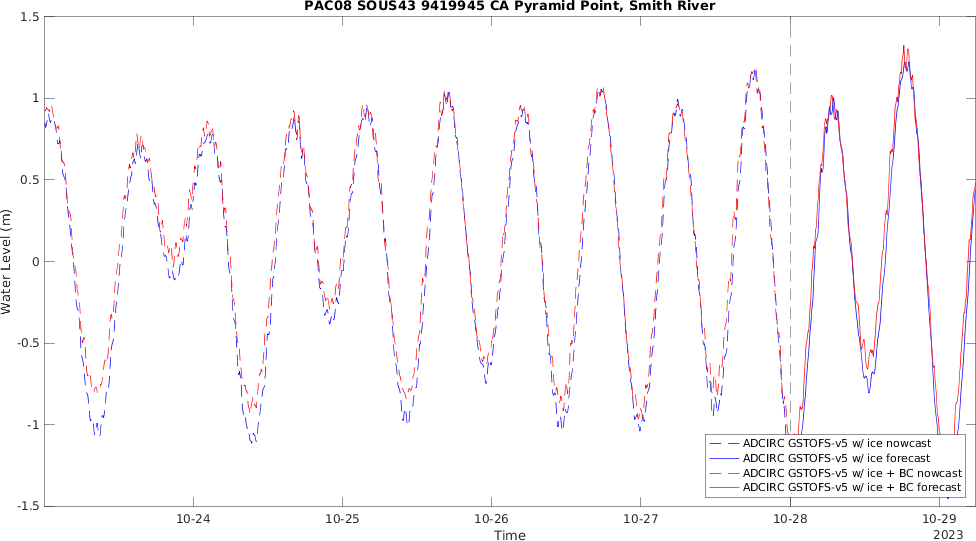 PAC08 SOUS43 9419945 CA Pyramid Point, Smith River
1.5
1
0.5
0
-0.5
-1
-1.5
Water Level (m)
10-24
10-25
10-26
10-27
10-28
10-29
2023
Time
ADCIRC GSTOFS-v5 w/ ice nowcast
ADCIRC GSTOFS-v5 w/ ice forecast
ADCIRC GSTOFS-v5 w/ ice + BC nowcast
ADCIRC GSTOFS-v5 w/ ice + BC forecast